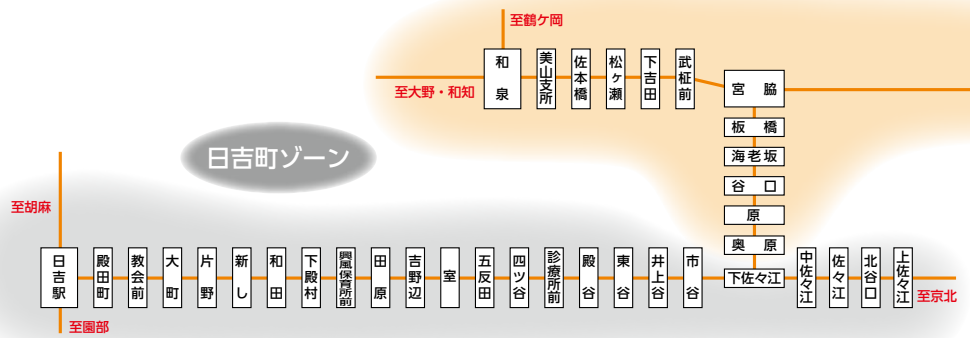 至鶴ケ岡
和泉
美山支所
佐本橋
松ヶ瀬
下吉田
武柾前
宮脇
至大野・和知
板橋
海老坂
谷口
原
奥原
日吉町ゾーン
至胡麻
日吉駅
殿田町
教会前
大町
片野
新し
和田
下殿村
興風保育所前
田原
吉野辺
室
五反田
四ツ谷
診療所前
殿谷
東谷
井上谷
市谷
下佐々江
中佐々江
佐々江
北谷口
上佐々江
至京北
至園部